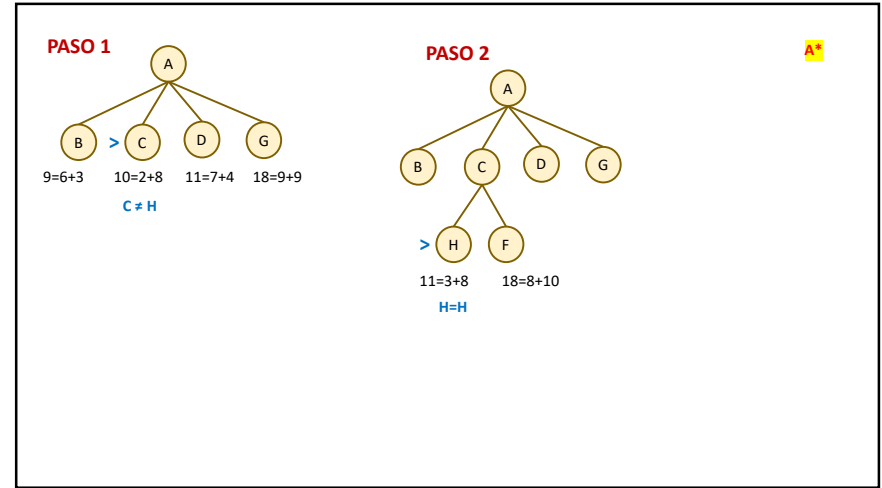 PASO 1
A
B > C D G
9=6+3 10=2+8 11=7+4 18=9+9
C ≠ H
PASO 2
A
B C D G
> H F
11=3+8 18=8+10
H=H
A*